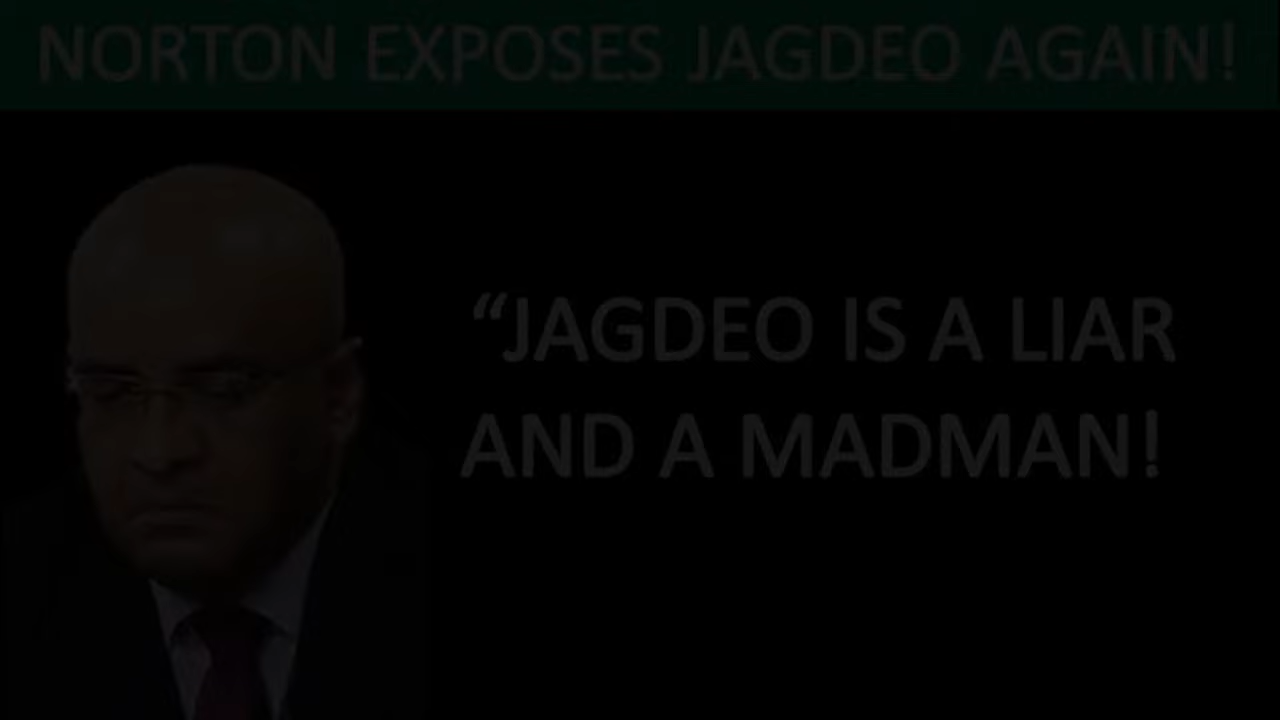 NORTON EXPOSES JAGDEO AGAIN!
“JAGDEO IS A LIAR
AND A MADMAN!